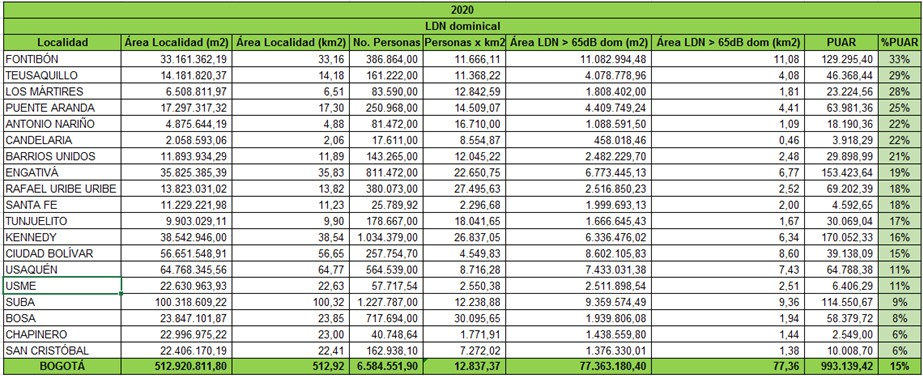 2020
LDN dominical
Localidad Área Localidad (m2) Área Localidad (km2) No. Personas Personas x km2 Área LDN > 65dB dom (m2) Área LDN > 65dB dom (km2) PUAR %PUAR
FONTIBÓN 33.161.362,19 33,16 386.864,00 11.666,11 11.082.994,48 11,08 129.295,40 33%
TEUSAQUILLO 14.181.820,37 14,18 161.222,00 11.368,22 4.078.778,96 4,08 46.368,44 29%
LOS MÁRTIRES 6.508.811,97 6,51 83.590,00 12.842,59 1.808.402,00 1,81 23.224,56 28%
PUENTE ARANDA 17.297.317,32 17,30 250.968,00 14.509,07 4.409.749,24 4,41 63.981,36 25%
ANTONIO NARIÑO 4.875.644,19 4,88 81.472,00 16.710,00 1.088.591,50 1,09 18.190,36 22%
CANDELARIA 2.058.593,06 2,06 17.611,00 8.554,87 458.018,46 0,46 3.918,29 22%
BARRIOS UNIDOS 11.893.934,29 11,89 143.265,00 12.045,22 2.482.229,70 2,48 29.898,99 21%
ENGATIVÁ 35.825.385,39 35,83 811.472,00 22.650,75 6.773.445,13 6,77 153.423,64 19%
RAFAEL URIBE URIBE 13.823.031,02 13,82 380.073,00 27.495,63 2.516.850,23 2,52 69.202,39 18%
SANTA FE 11.229.221,98 11,23 25.789,92 2.296,68 1.999.693,13 2,00 4.592,65 18%
TUNJUELITO 9.903.029,11 9,90 178.667,00 18.041,65 1.666.645,43 1,67 30.069,04 17%
KENNEDY 38.542.946,00 38,54 1.034.379,00 26.837,05 6.336.476,02 6,34 170.052,33 16%
CIUDAD BOLÍVAR 56.651.548,91 56,65 257.754,70 4.549,83 8.602.105,83 8,60 39.138,09 15%
USAQUÉN 64.768.345,56 64,77 564.539,00 8.716,28 7.433.031,38 7,43 64.788,38 11%
USME 22.630.963,93 22,63 57.717,54 2.550,38 2.511.898,54 2,51 6.406,29 11%
SUBA 100.318.609,22 100,32 1.227.787,00 12.238,88 9.359.574,49 9,36 114.550,67 9%
BOSA 23.847.101,87 23,85 717.694,00 30.095,65 1.939.806,08 1,94 58.379,72 8%
CHAPINERO 22.996.975,22 23,00 40.748,64 1.771,91 1.438.559,80 1,44 2.549,00 6%
SAN CRISTÓBAL 22.406.170,19 22,41 162.938,10 7.272,02 1.376.330,01 1,38 10.008,70 6%
BOGOTÁ 512.920.811,80 512,92 6.584.551,90 12.837,37 77.363.180,40 77,36 993.139,42 15%